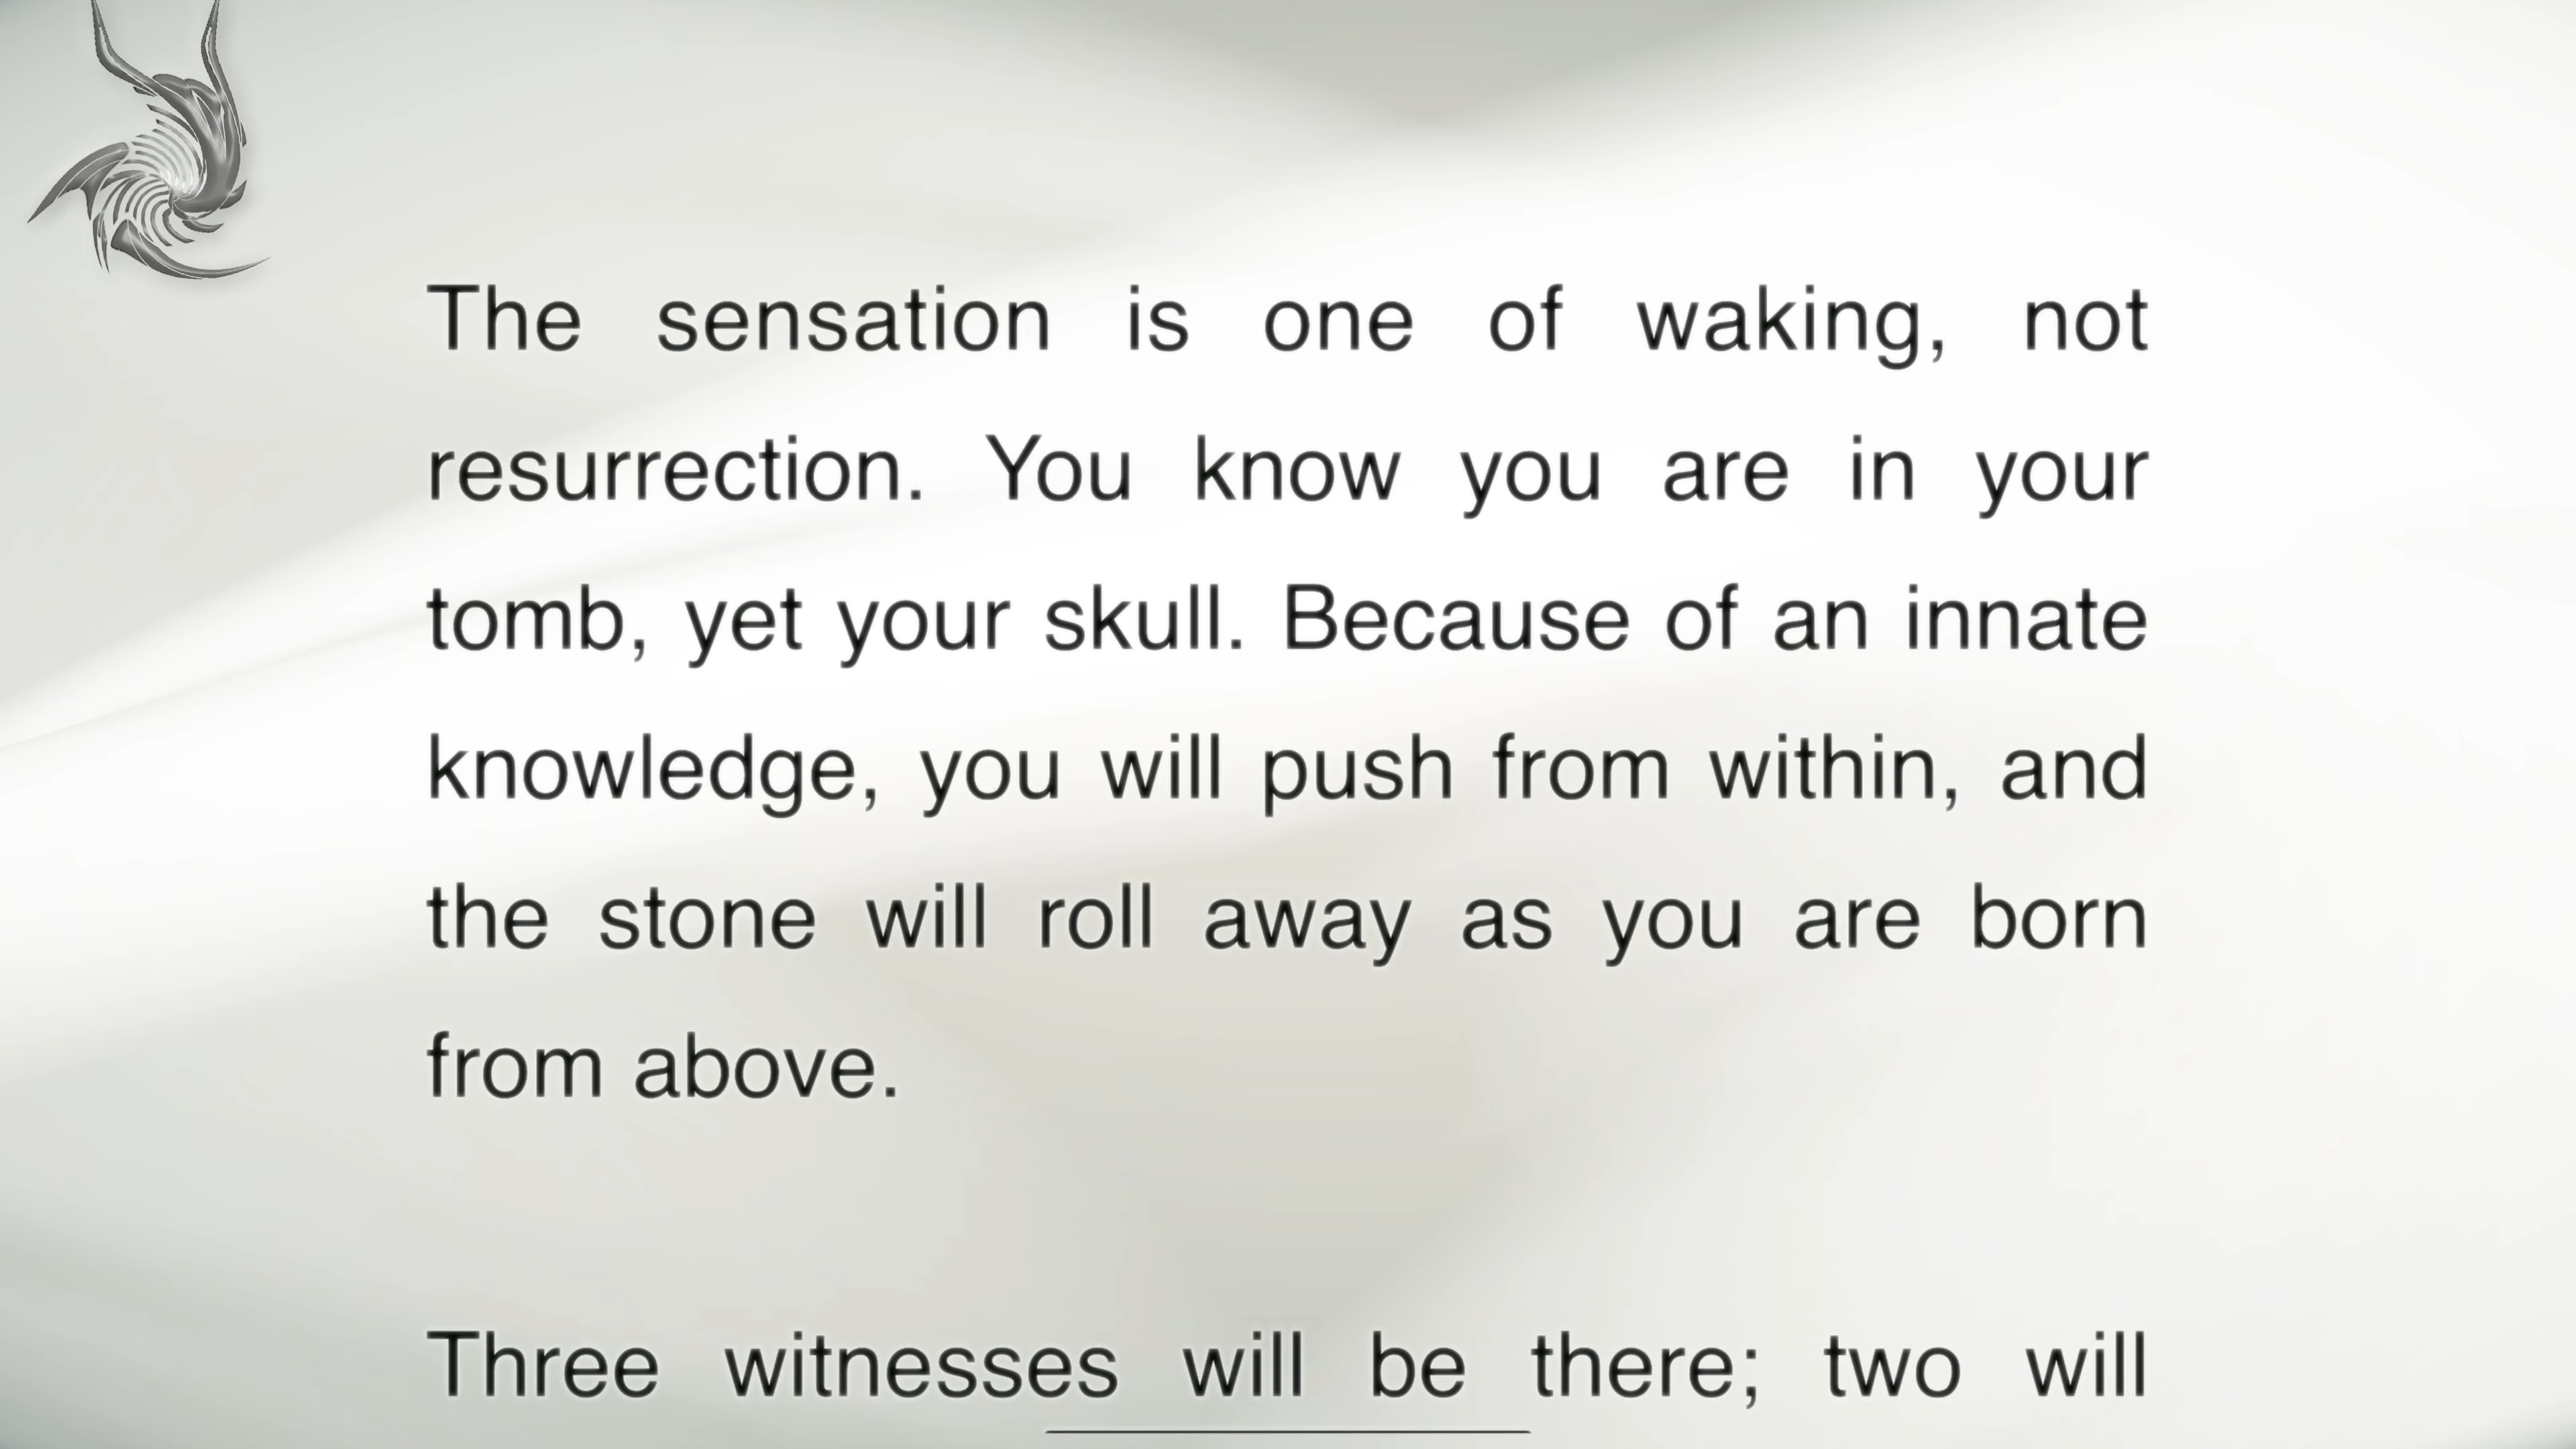 The sensation is one of waking, not
resurrection. You know you are in your
tomb, yet your skull. Because of an innate
knowledge, you will push from within, and
the stone will roll away as you are born
from above.
Three witnesses will be there; two will